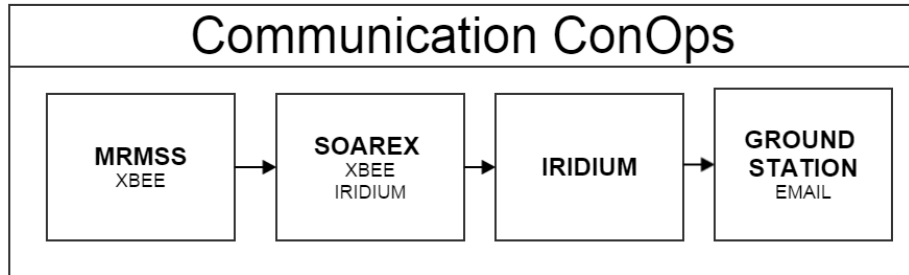 Communication ConOps
MRMSS
XBEE
SOAREX
XBEE
IRIDIUM
IRIDIUM
GROUND
STATION
EMAIL